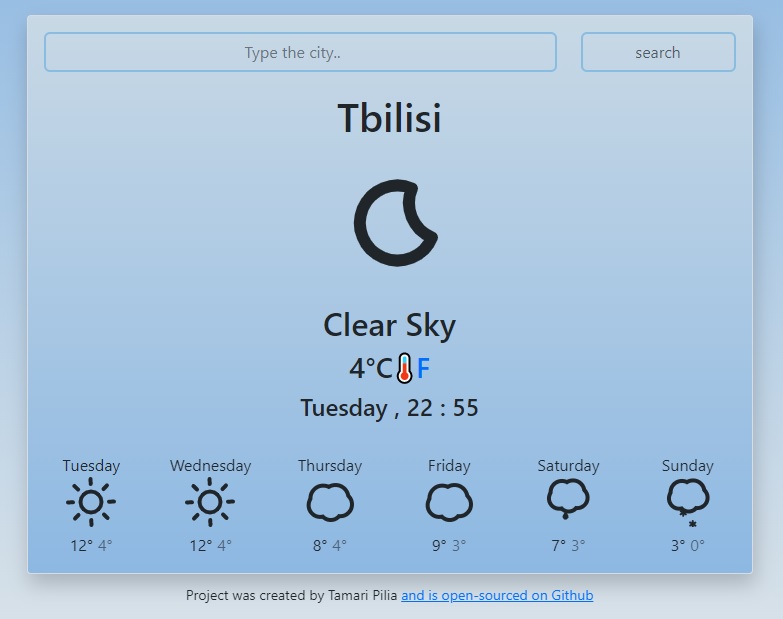 Type the city..
search
Tbilisi
Clear Sky
4°C🌡️F
Tuesday , 22 : 55
Tuesday Wednesday Thursday Friday Saturday Sunday
12° 4° 12° 4° 8° 4° 9° 3° 7° 3° 3° 0°
Project was created by Tamari Pilia and is open-sourced on Github